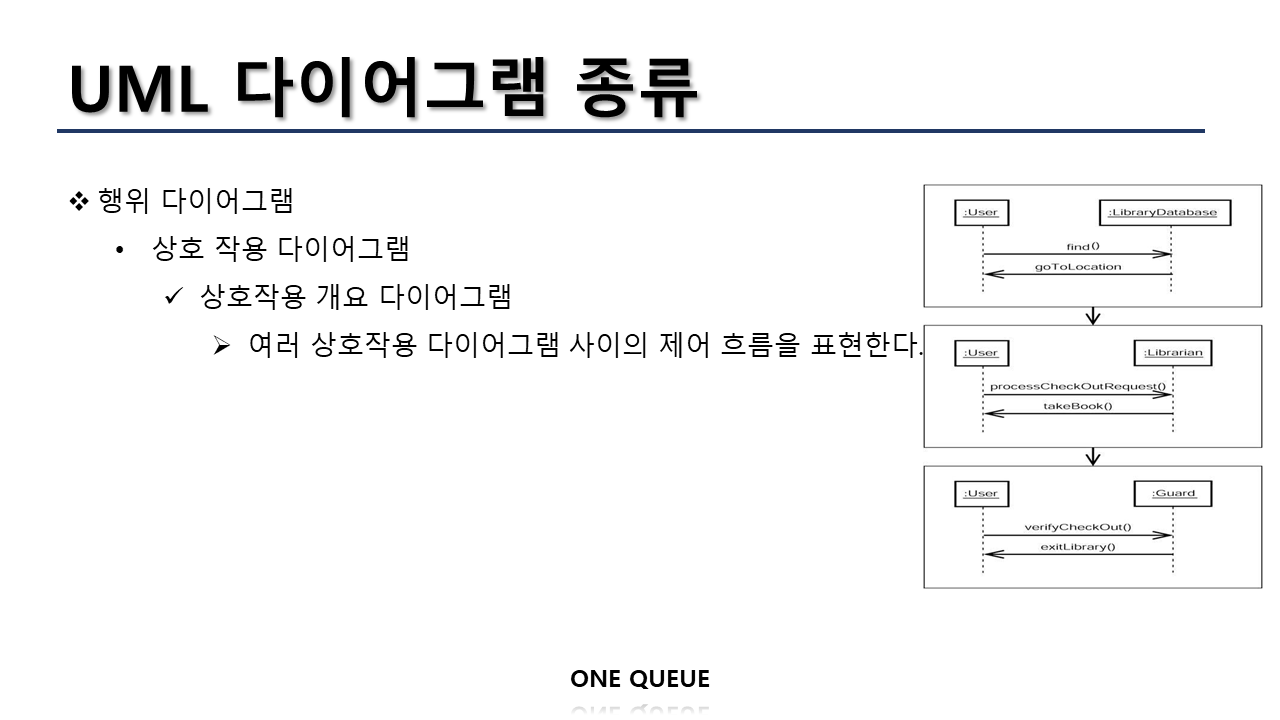 UML 다이어그램 종류
❖ 행위 다이어그램
• 상호 작용 다이어그램
✓ 상호작용 개요 다이어그램
➢ 여러 상호작용 다이어그램 사이의 제어 흐름을 표현한다.
:User :LibraryDatabase
find()
goToLocation
:User :Librarian
processCheckOutRequest()
takeBook()
:User :Guard
verifyCheckOut()
exitLibrary()
ONE QUEUE